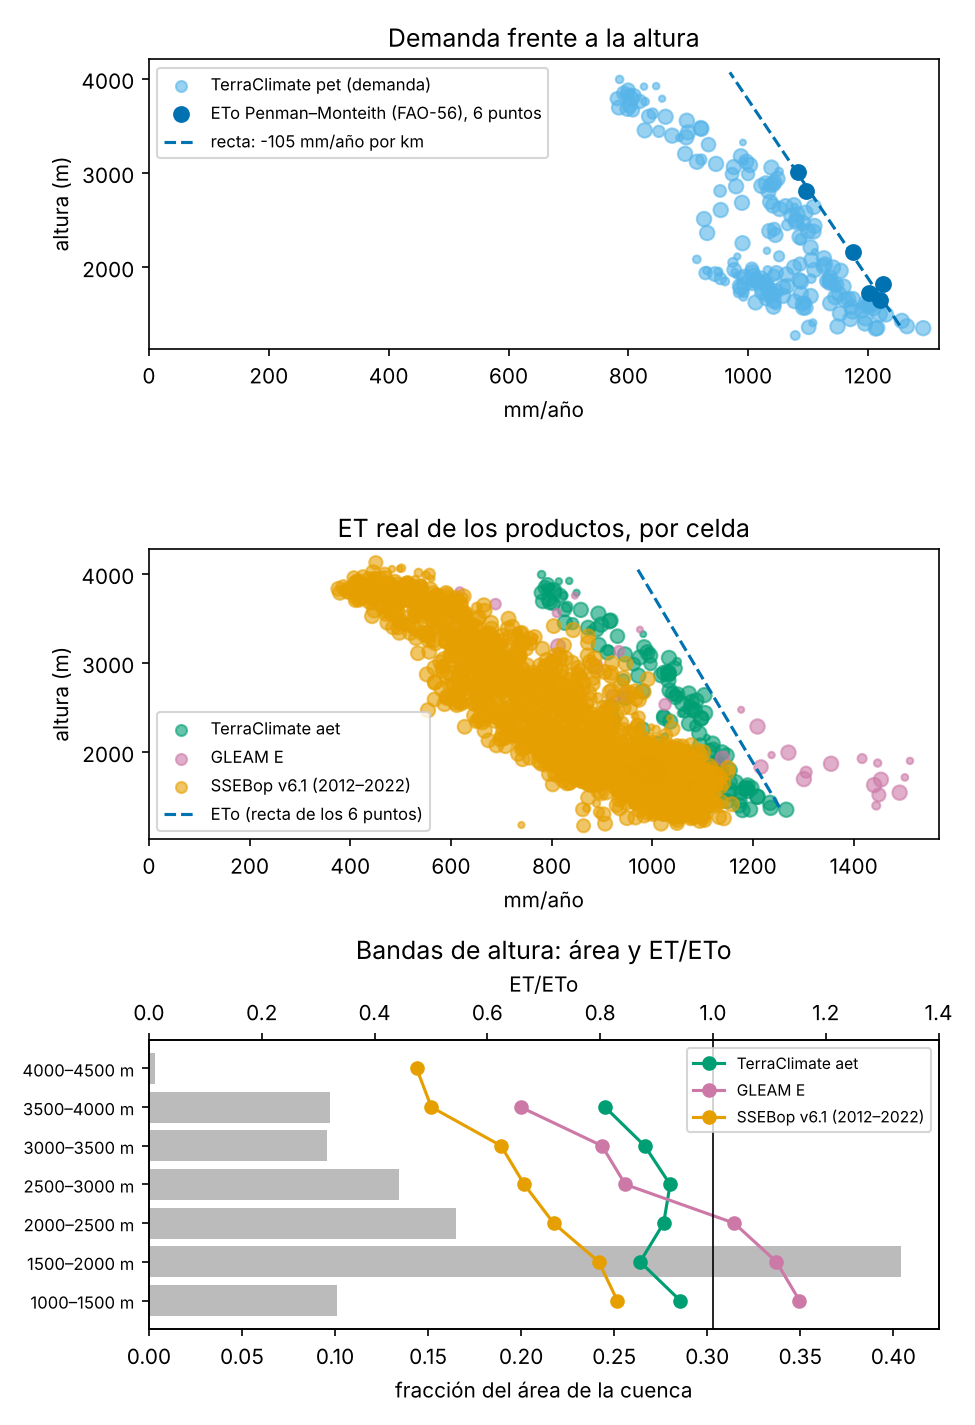 Demanda frente a la altura
TerraClimate pet (demanda)
ETo Penman–Monteith (FAO-56), 6 puntos
recta: -105 mm/año por km
altura (m)
4000
3000
2000
0 200 400 600 800 1000 1200
mm/año
ET real de los productos, por celda
altura (m)
4000
3000
2000
TerraClimate aet
GLEAM E
SSEBop v6.1 (2012–2022)
ETo (recta de los 6 puntos)
0 200 400 600 800 1000 1200 1400
mm/año
Bandas de altura: área y ET/ETo
ET/ETo
0.0 0.2 0.4 0.6 0.8 1.0 1.2 1.4
TerraClimate aet
GLEAM E
SSEBop v6.1 (2012–2022)
4000–4500 m
3500–4000 m
3000–3500 m
2500–3000 m
2000–2500 m
1500–2000 m
1000–1500 m
0.00 0.05 0.10 0.15 0.20 0.25 0.30 0.35 0.40
fracción del área de la cuenca